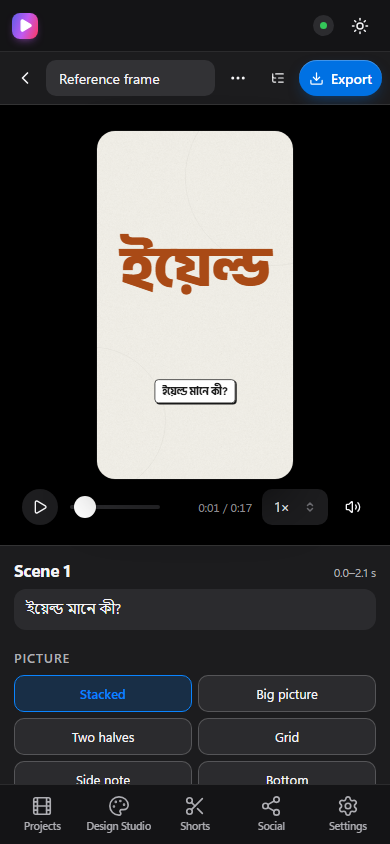 Reference frame
Export
ইয়েল্ড
ইয়েল্ড মানে কী?
0:01 / 0:17
1×
Scene 1
0.0–2.1 s
ইয়েল্ড মানে কী?
PICTURE
Stacked
Big picture
Two halves
Grid
Side note
Bottom
Projects
Design Studio
Shorts
Social
Settings